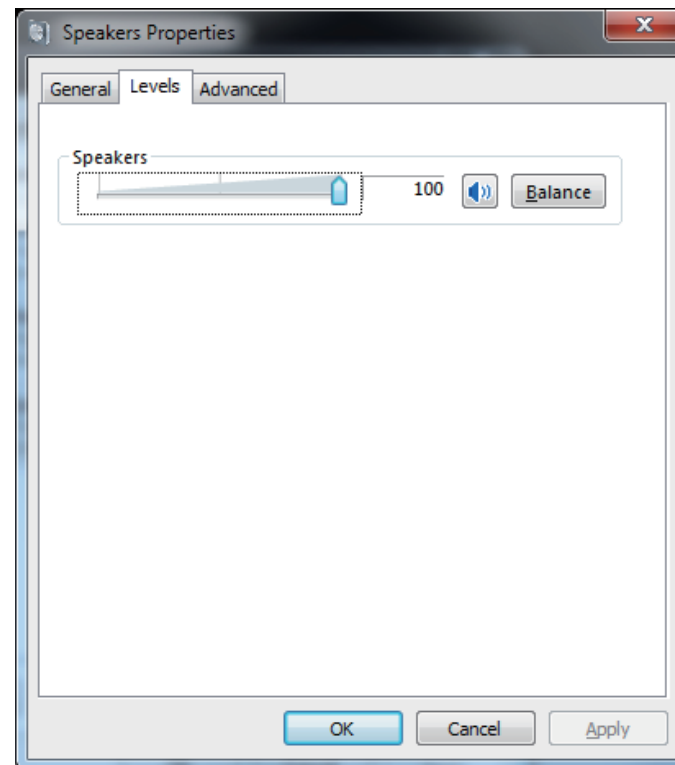 Speakers Properties
General Levels Advanced
Speakers
100 Balance
OK Cancel Apply